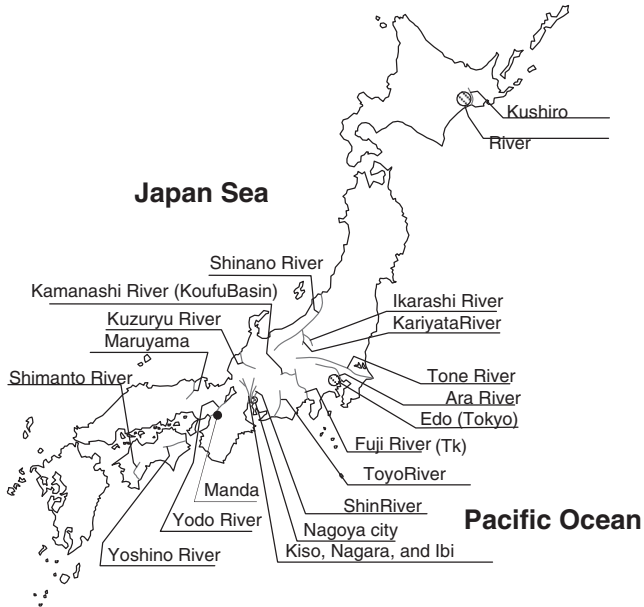 Kushiro
River
Japan Sea
Shinano River
Kamanashi River (KoufuBasin)
Ikarashi River
Kuzuryu River
KariyataRiver
Maruyama
Shimanto River
Tone River
Ara River
Edo (Tokyo)
Fuji River (Tk)
ToyoRiver
Manda
ShinRiver
Pacific Ocean
Yodo River
Nagoya city
Yoshino River
Kiso, Nagara, and Ibi